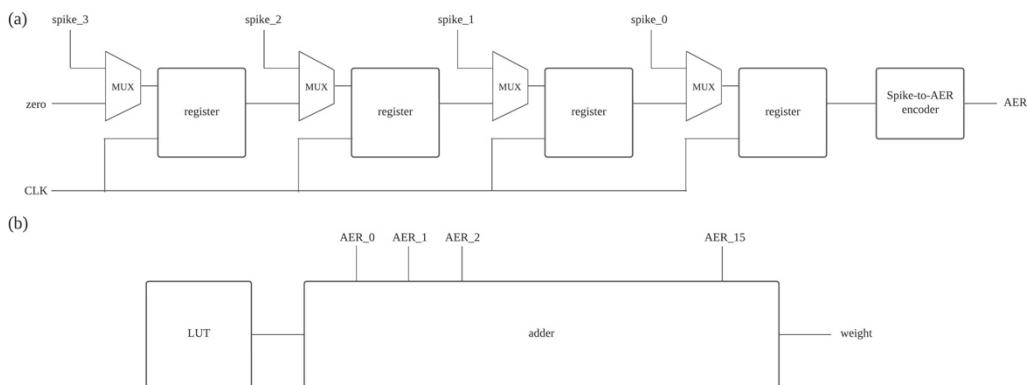 (a)
spike_3
spike_2
spike_1
spike_0
MUX
MUX
MUX
MUX
zero
register
register
register
register
Spike-to-AER
encoder
AER
CLK
(b)
AER_0
AER_1
AER_2
AER_15
LUT
adder
weight